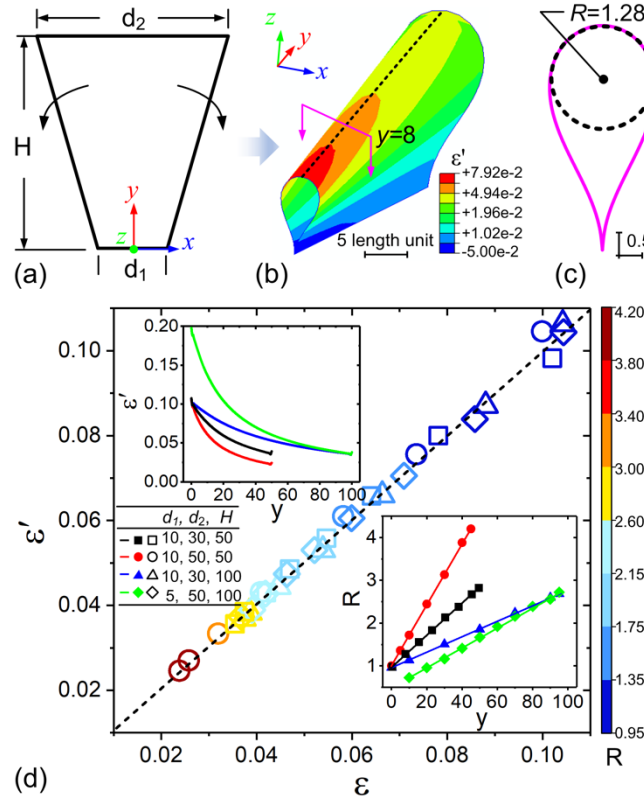 d₂
H
y
z
x
d₁
(a)
z
y
x
y=8
ε'
+7.92e-2
+4.94e-2
+1.96e-2
+1.02e-2
-5.00e-2
5 length unit
(b)
R=1.28
0.5
(c)
ε'
0.10
0.08
0.06
0.04
0.02
0.02
0.04
0.06
0.08
0.10
ε
(d)
ε'
0.20
0.15
0.10
0.05
0.00
0 20 40 60 80 100
y
d₁, d₂, H
10, 30, 50
10, 50, 50
10, 30, 100
5, 50, 100
R
4
3
2
1
0 20 40 60 80 100
y
4.20
3.80
3.40
3.00
2.60
2.15
1.75
1.35
0.95
R